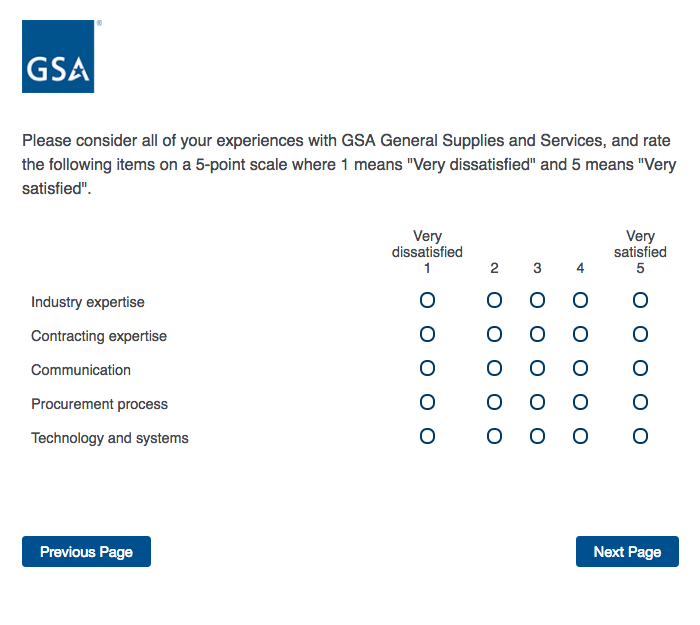 GSA
®
Please consider all of your experiences with GSA General Supplies and Services, and rate
the following items on a 5-point scale where 1 means "Very dissatisfied" and 5 means "Very
satisfied".
Very dissatisfied 1
2
3
4
Very satisfied 5
Industry expertise
Contracting expertise
Communication
Procurement process
Technology and systems
Previous Page
Next Page